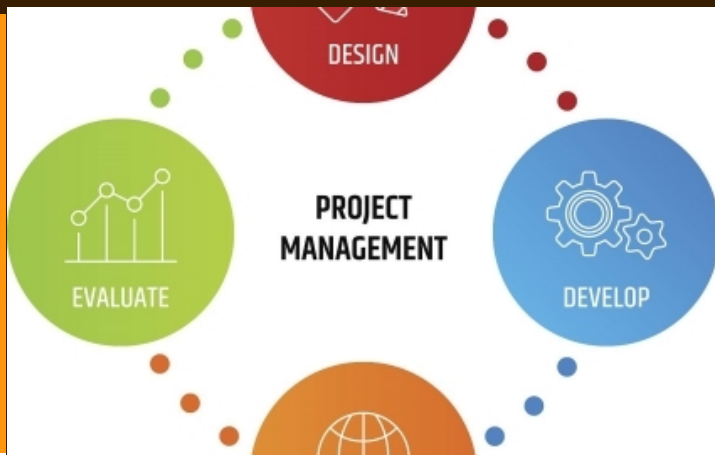 DESIGN
PROJECT
MANAGEMENT
EVALUATE
DEVELOP